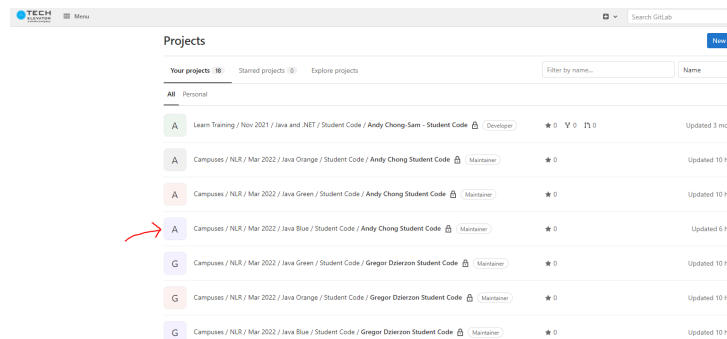 TECH
ELEVATOR
Menu
Search GitLab
Projects
New
Your projects 18
Starred projects 0
Explore projects
Filter by name...
Name
All
Personal
A Learn Training / Nov 2021 / Java and .NET / Student Code / Andy Chong-Sam - Student Code Developer 0 0 0 Updated 3 mo
A Campuses / NLR / Mar 2022 / Java Orange / Student Code / Andy Chong Student Code Maintainer 0 Updated 10 h
A Campuses / NLR / Mar 2022 / Java Green / Student Code / Andy Chong Student Code Maintainer 0 Updated 10 h
A Campuses / NLR / Mar 2022 / Java Blue / Student Code / Andy Chong Student Code Maintainer 0 Updated 6 h
G Campuses / NLR / Mar 2022 / Java Green / Student Code / Gregor Dzierzon Student Code Maintainer 0 Updated 10 h
G Campuses / NLR / Mar 2022 / Java Orange / Student Code / Gregor Dzierzon Student Code Maintainer 0 Updated 10 h
G Campuses / NLR / Mar 2022 / Java Blue / Student Code / Gregor Dzierzon Student Code Maintainer 0 Updated 10 h